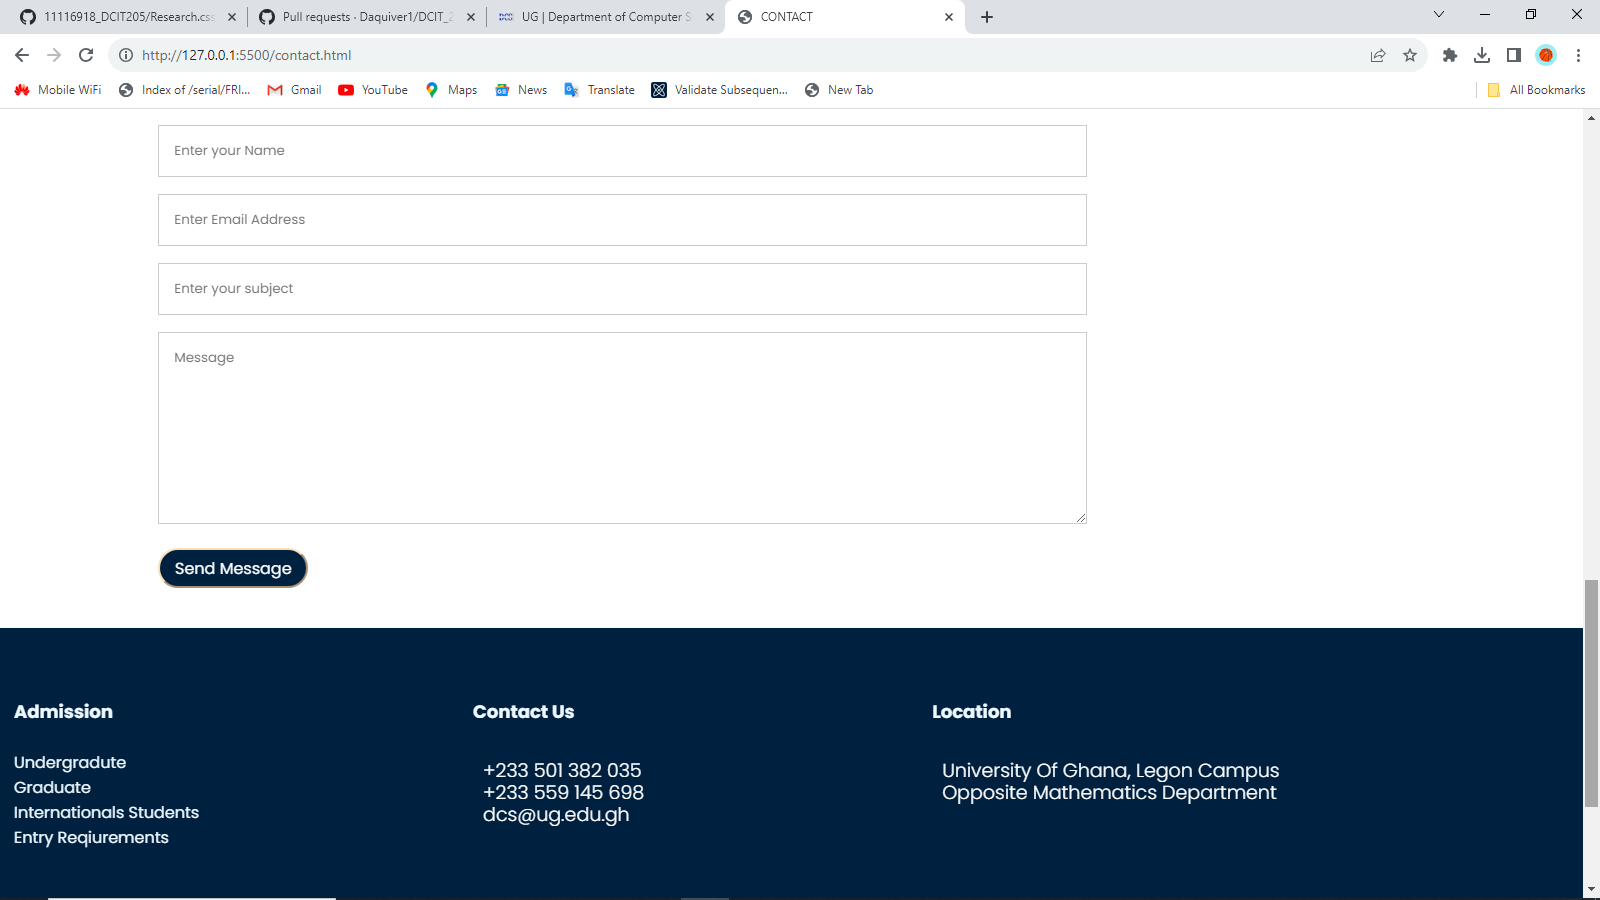 11116918_DCIT205/Research.css
Pull requests · Daquiver1/DCIT_2
UG | Department of Computer S
CONTACT
http://127.0.0.1:5500/contact.html
Mobile WiFi
Index of /serial/FRI...
Gmail
YouTube
Maps
News
Translate
Validate Subsequen...
New Tab
All Bookmarks
Enter your Name
Enter Email Address
Enter your subject
Message
Send Message
Admission
Undergradute
Graduate
Internationals Students
Entry Reqiurements
Contact Us
+233 501 382 035
+233 559 145 698
dcs@ug.edu.gh
Location
University Of Ghana, Legon Campus
Opposite Mathematics Department